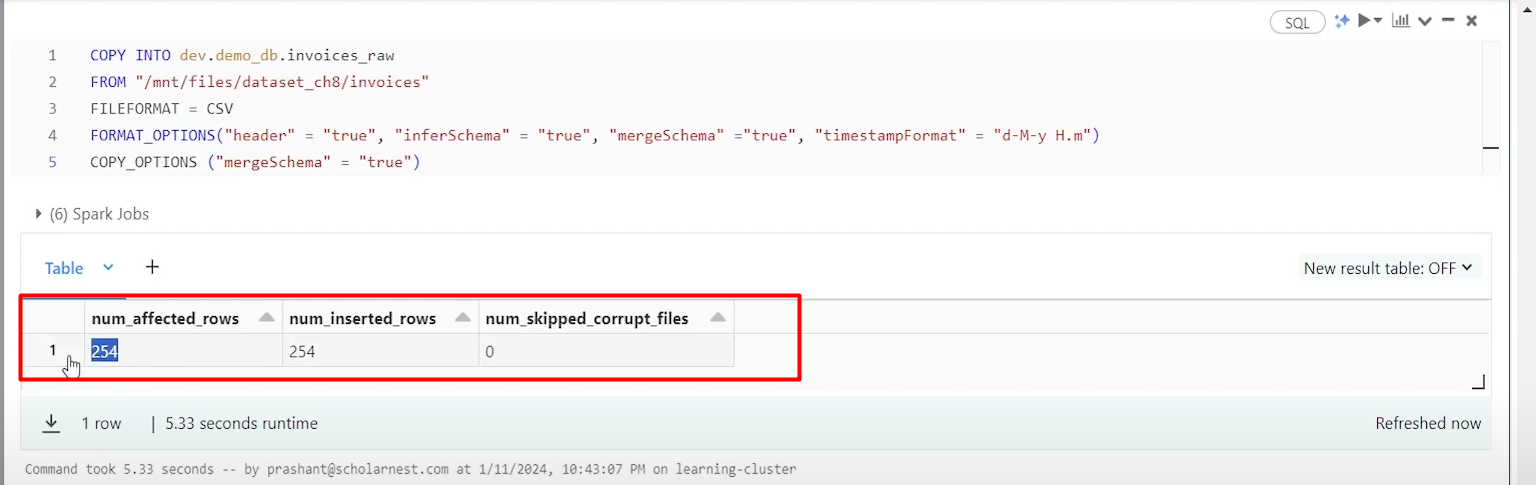 SQL
1 COPY INTO dev.demo_db.invoices_raw
2 FROM "/mnt/files/dataset_ch8/invoices"
3 FILEFORMAT = CSV
4 FORMAT_OPTIONS("header" = "true", "inferSchema" = "true", "mergeSchema" ="true", "timestampFormat" = "d-M-y H.m")
5 COPY_OPTIONS ("mergeSchema" = "true")
(6) Spark Jobs
Table + New result table: OFF
num_affected_rows num_inserted_rows num_skipped_corrupt_files
1 254 254 0
1 row | 5.33 seconds runtime Refreshed now
Command took 5.33 seconds -- by prashant@scholarnest.com at 1/11/2024, 10:43:07 PM on learning-cluster